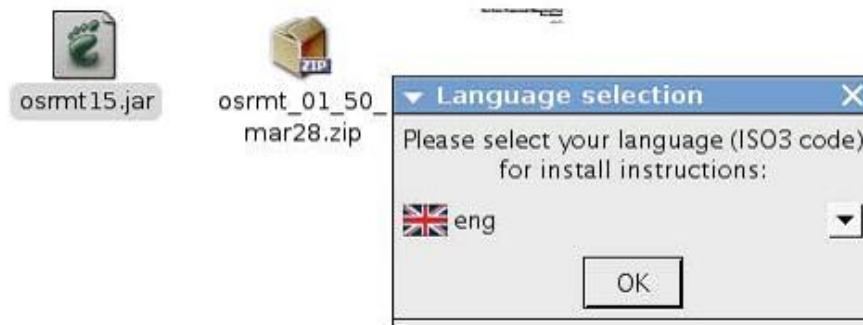 osrmt15.jar
ZIP
osrmt_01_50_
mar28.zip
Language selection
Please select your language (ISO3 code)
for install instructions:
eng
OK